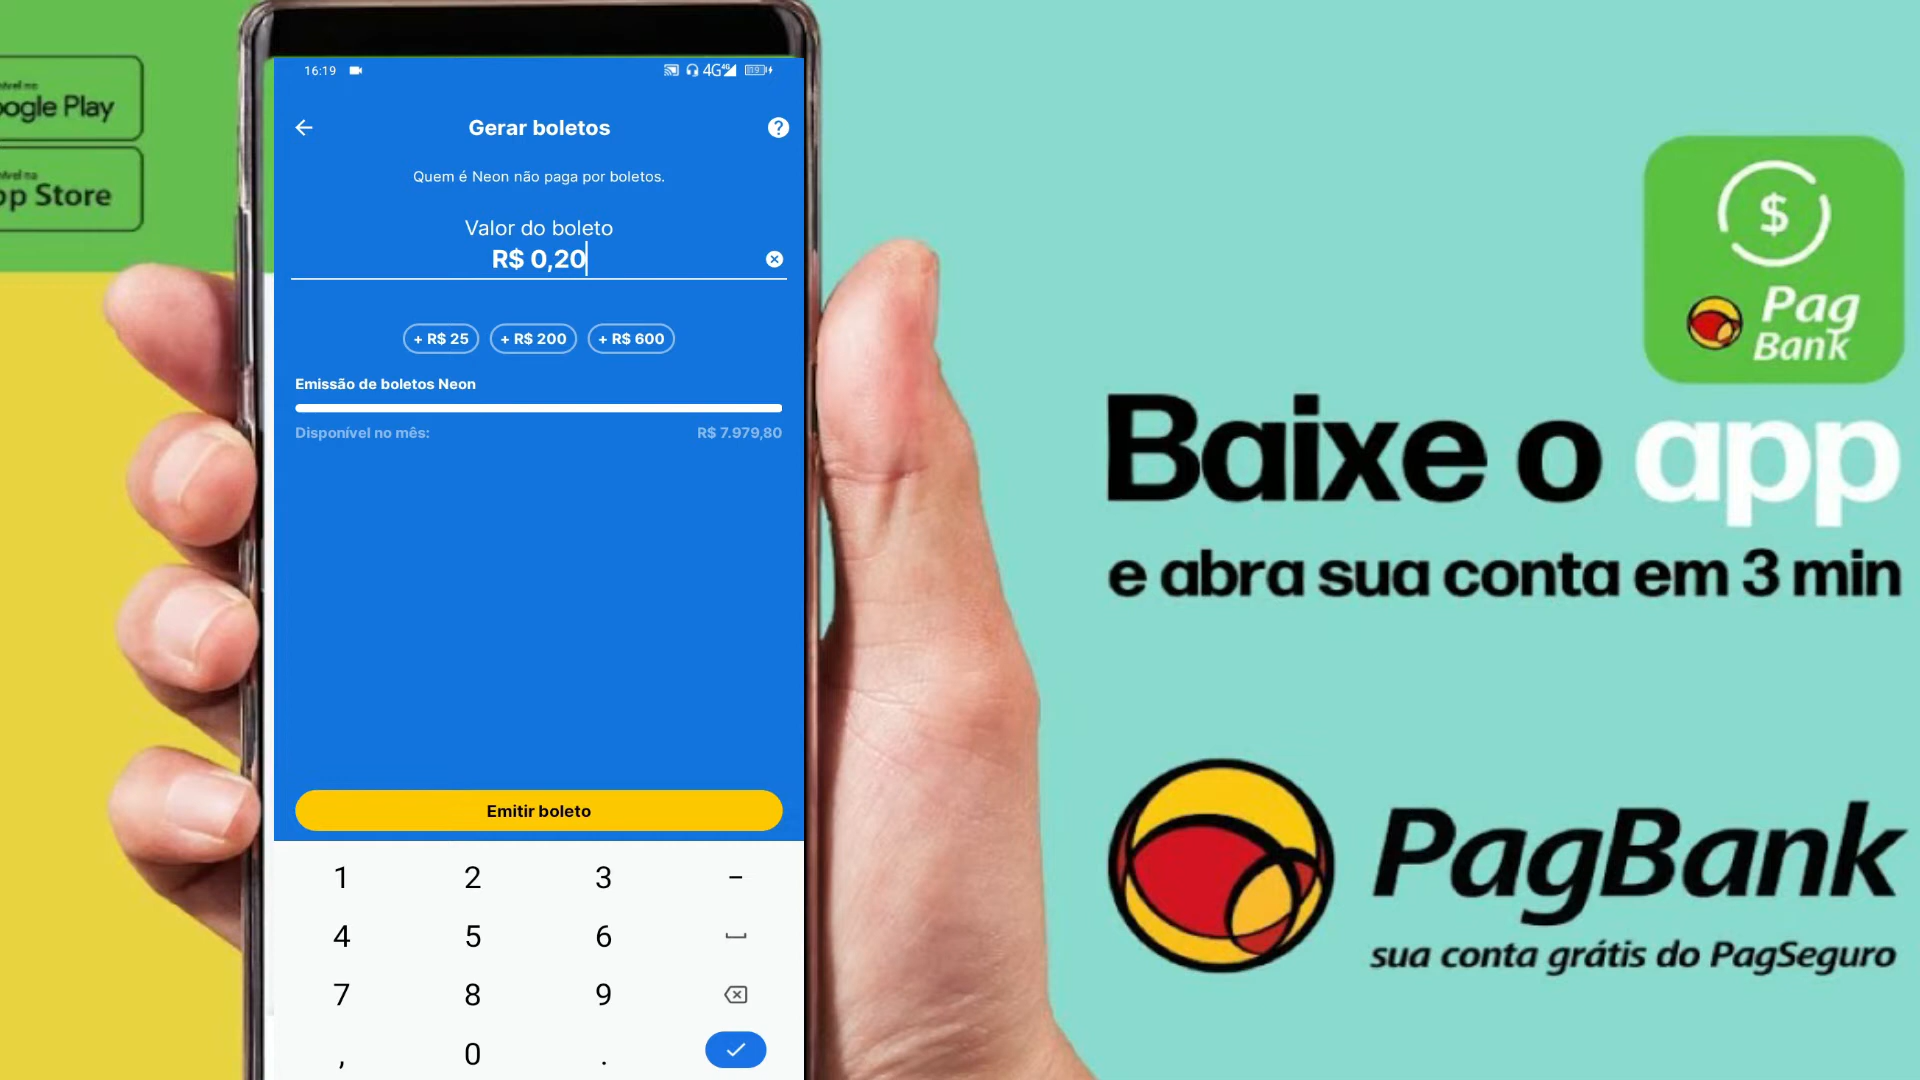 Google Play
App Store
16:19
4G
Gerar boletos
?
Quem é Neon não paga por boletos.
Valor do boleto
R$ 0,20
+ R$ 25
+ R$ 200
+ R$ 600
Emissão de boletos Neon
Disponível no mês:
R$ 7.979,80
Emitir boleto
1 2 3 -
4 5 6
7 8 9
, 0 .
$
Pag
Bank
Baixe o app
e abra sua conta em 3 min
PagBank
sua conta grátis do PagSeguro